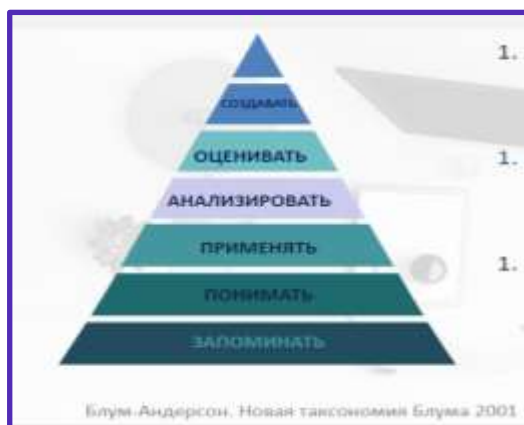 СОЗДАВАТЬ
ОЦЕНИВАТЬ
АНАЛИЗИРОВАТЬ
ПРИМЕНЯТЬ
ПОНИМАТЬ
ЗАПОМИНАТЬ
1.
1.
1.
Блум-Андерсон. Новая таксономия Блума 2001